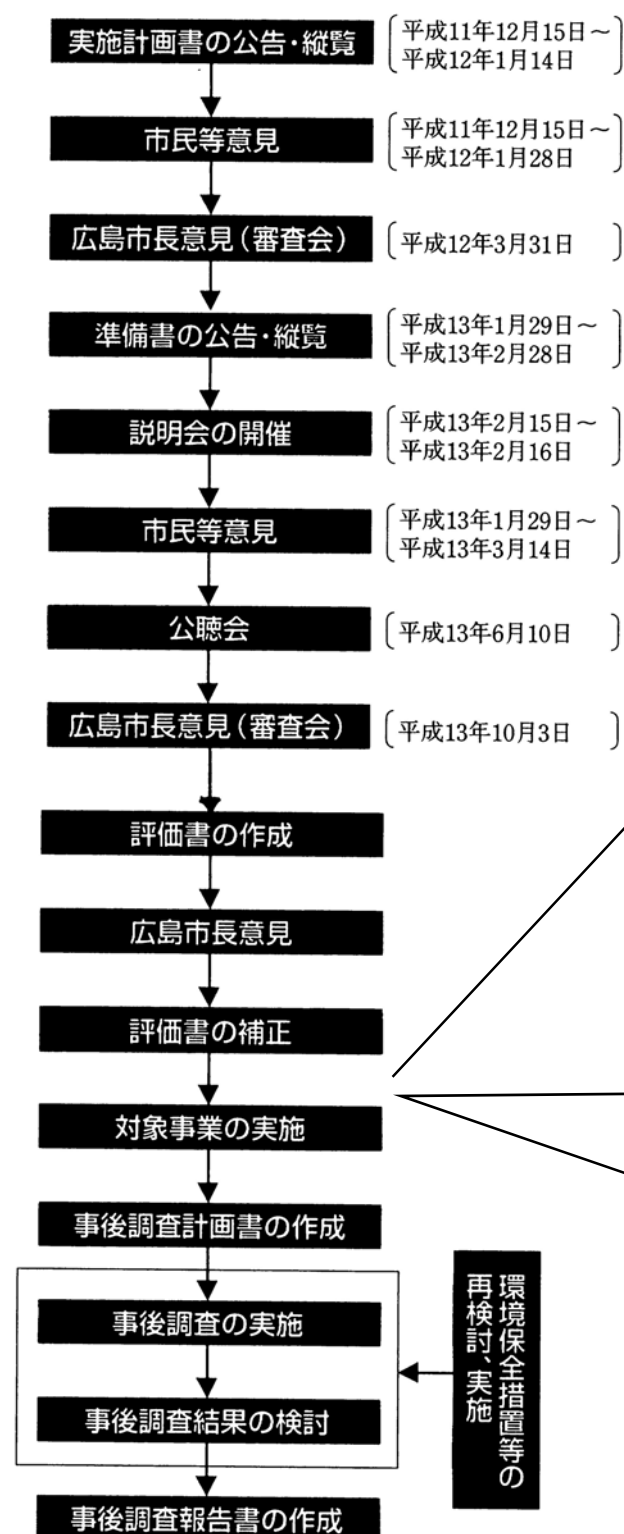 実施計画書の公告・縦覧
平成11年12月15日～
平成12年1月14日
市民等意見
平成11年12月15日～
平成12年1月28日
広島市長意見（審査会）
平成12年3月31日
準備書の公告・縦覧
平成13年1月29日～
平成13年2月28日
説明会の開催
平成13年2月15日～
平成13年2月16日
市民等意見
平成13年1月29日～
平成13年3月14日
公聴会
平成13年6月10日
広島市長意見（審査会）
平成13年10月3日
評価書の作成
広島市長意見
評価書の補正
対象事業の実施
事後調査計画書の作成
事後調査の実施
事後調査結果の検討
環境保全措置等の
再検討、実施
事後調査報告書の作成